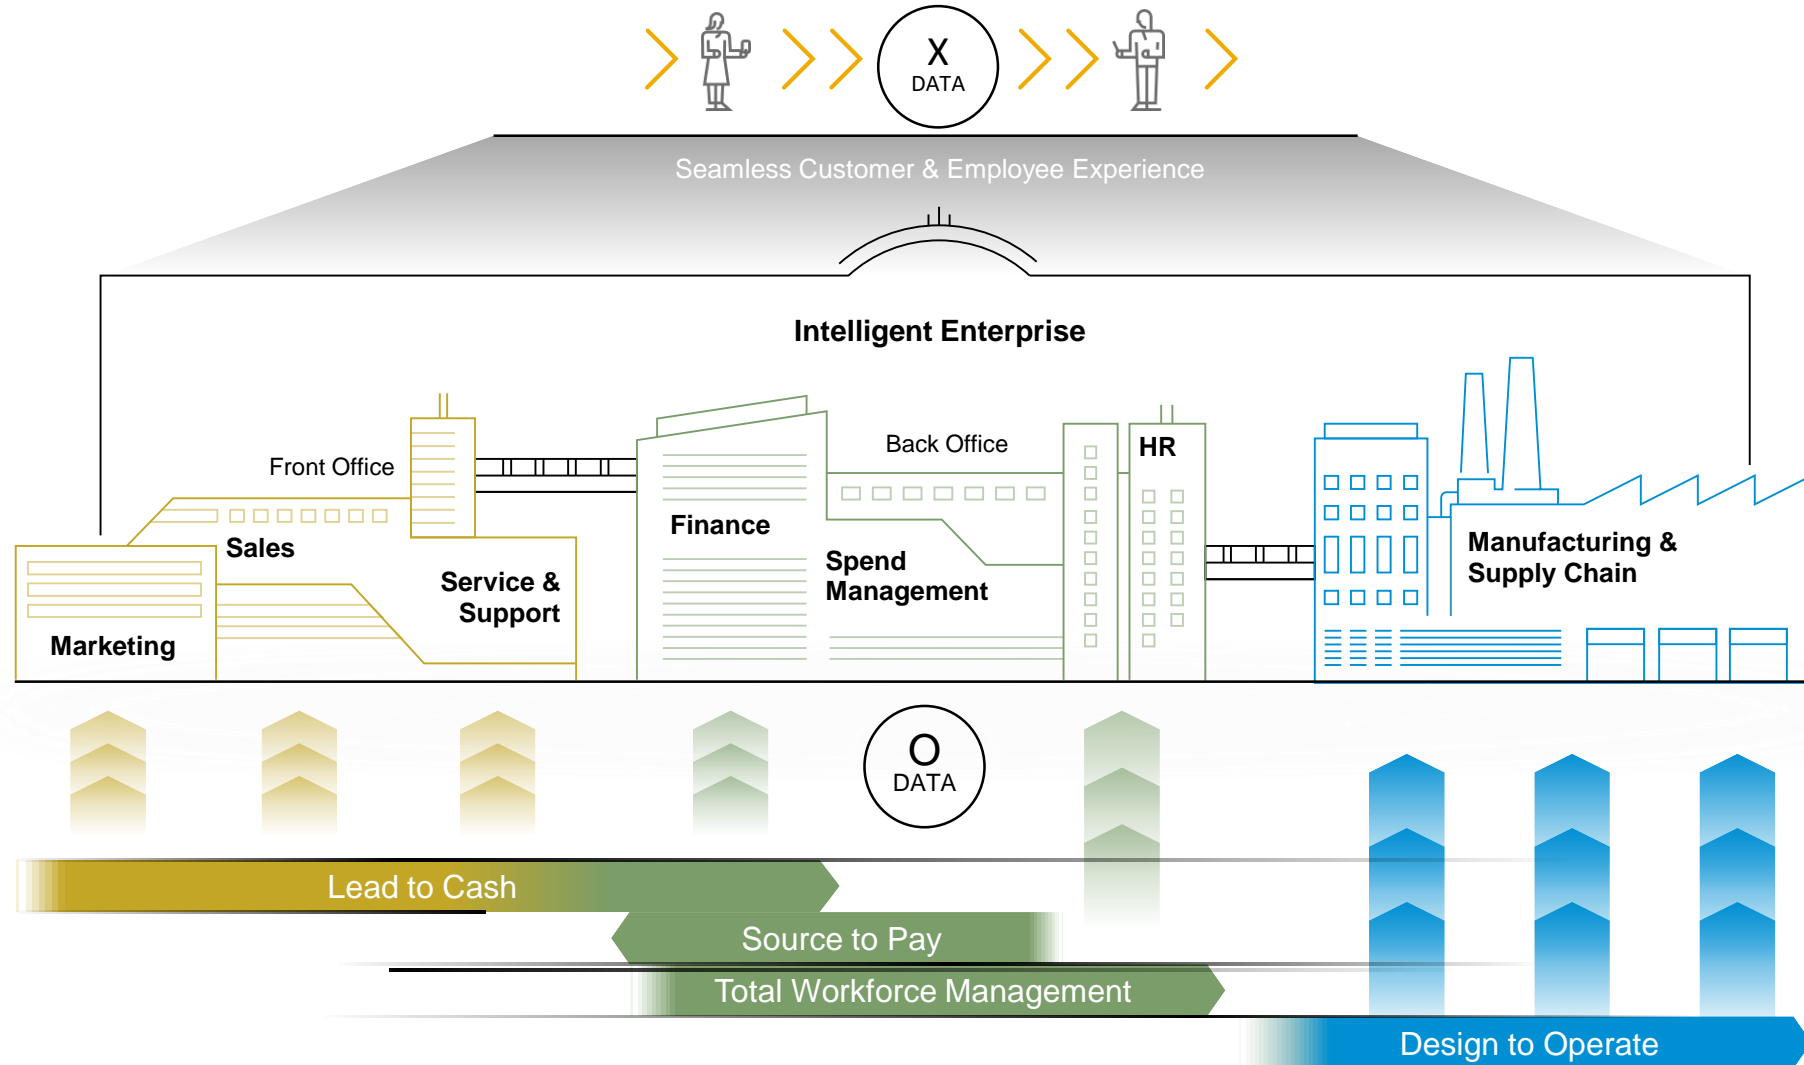 X
DATA
Seamless Customer & Employee Experience
Intelligent Enterprise
Front Office
Back Office
HR
Sales
Finance
Service &
Support
Spend
Management
Manufacturing &
Supply Chain
Marketing
O
DATA
Lead to Cash
Source to Pay
Total Workforce Management
Design to Operate